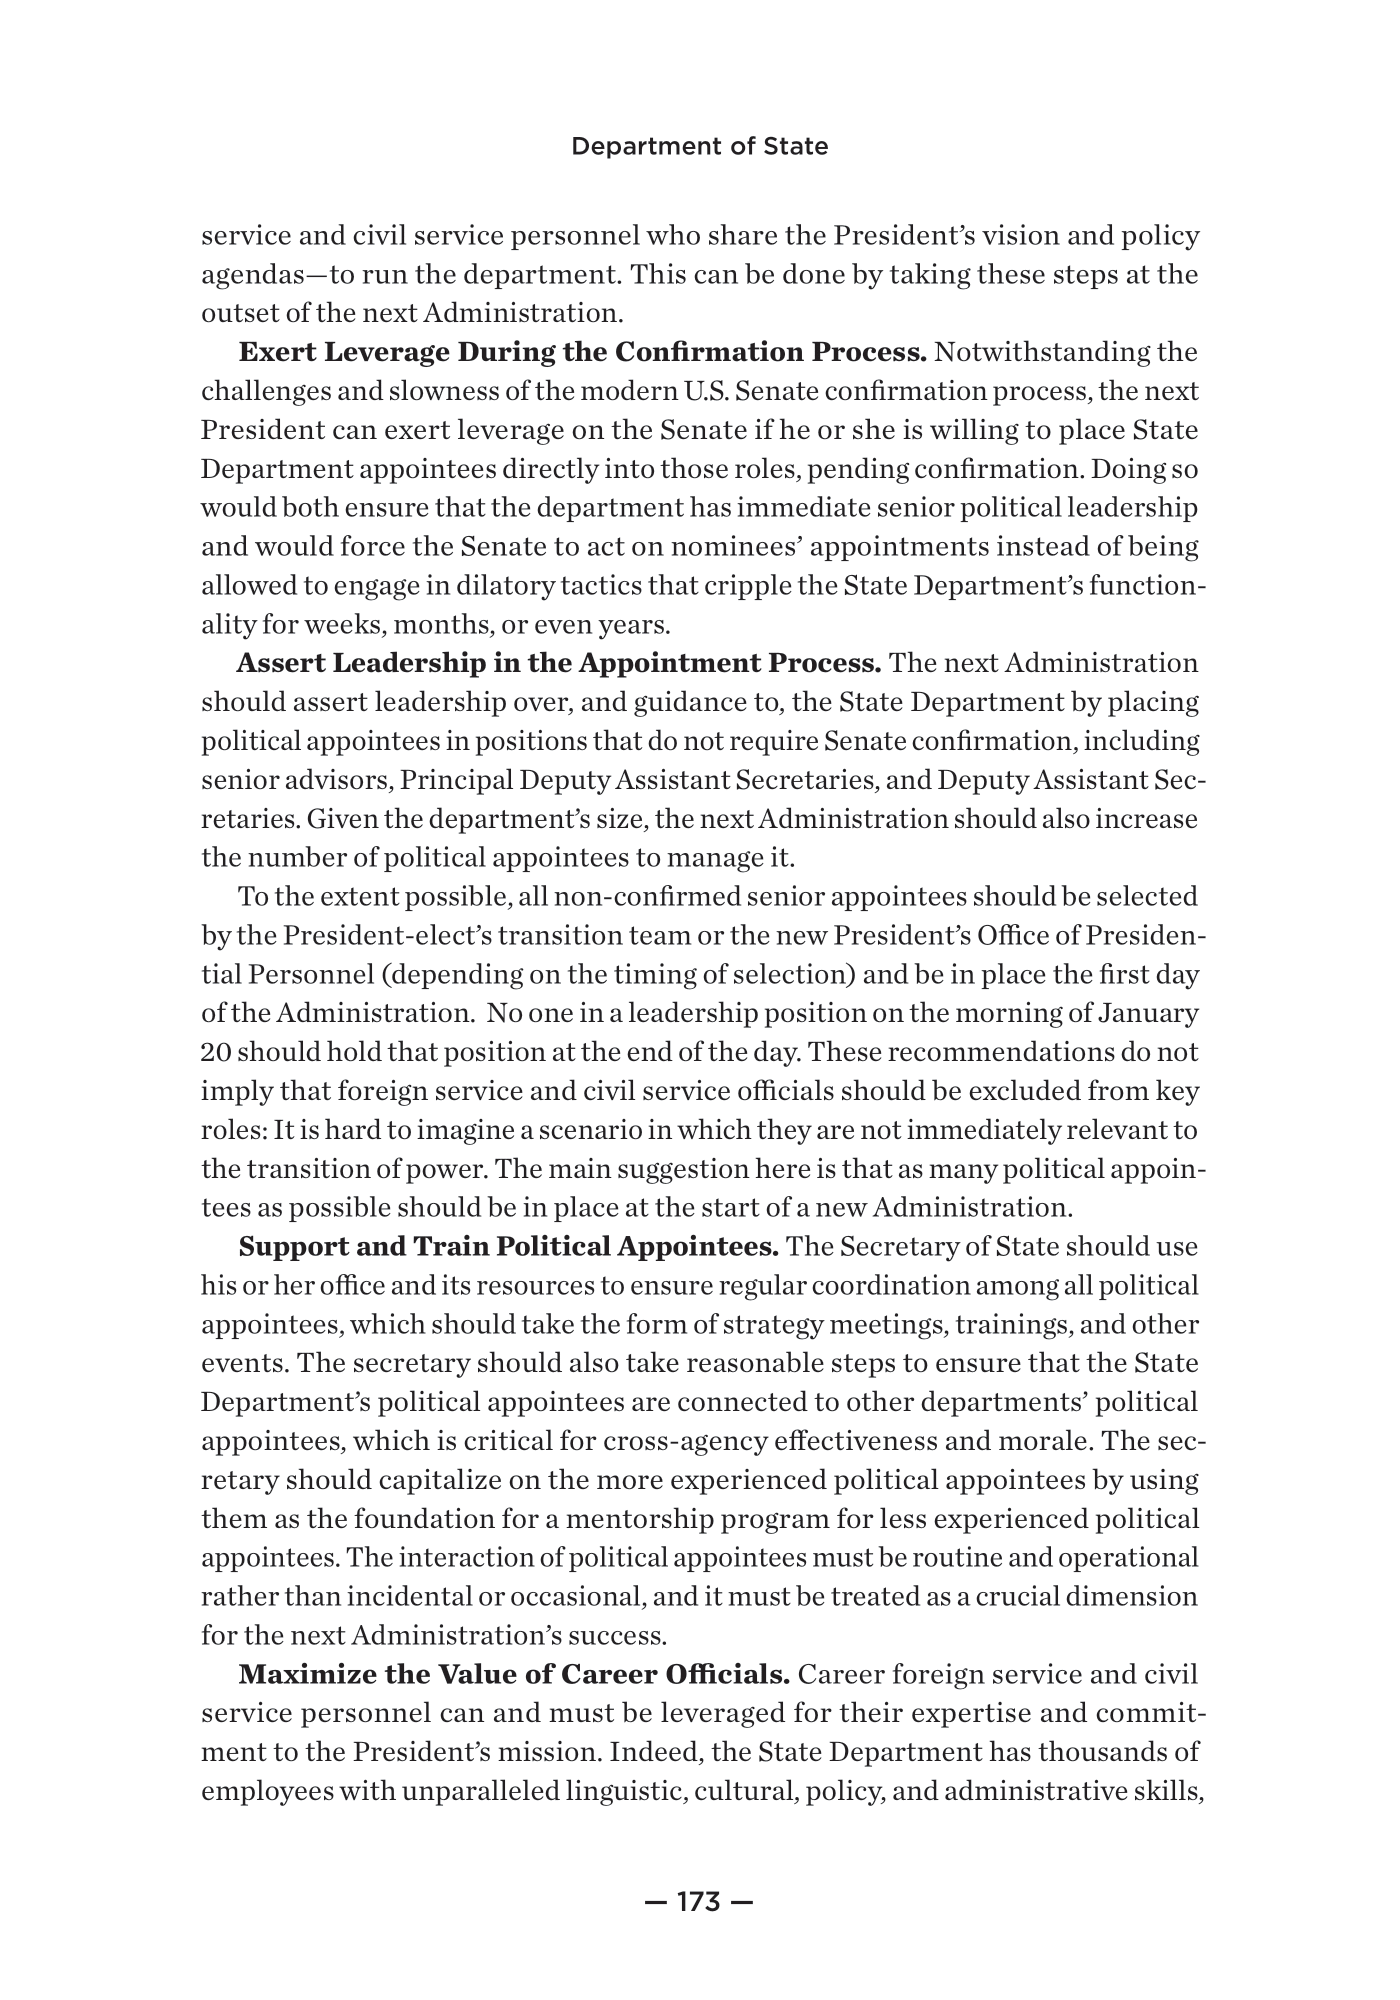 Department of State
service and civil service personnel who share the President’s vision and policy
agendas—to run the department. This can be done by taking these steps at the
outset of the next Administration.
Exert Leverage During the Confirmation Process. Notwithstanding the
challenges and slowness of the modern U.S. Senate confirmation process, the next
President can exert leverage on the Senate if he or she is willing to place State
Department appointees directly into those roles, pending confirmation. Doing so
would both ensure that the department has immediate senior political leadership
and would force the Senate to act on nominees’ appointments instead of being
allowed to engage in dilatory tactics that cripple the State Department’s function-
ality for weeks, months, or even years.
Assert Leadership in the Appointment Process. The next Administration
should assert leadership over, and guidance to, the State Department by placing
political appointees in positions that do not require Senate confirmation, including
senior advisors, Principal Deputy Assistant Secretaries, and Deputy Assistant Sec-
retaries. Given the department’s size, the next Administration should also increase
the number of political appointees to manage it.
To the extent possible, all non-confirmed senior appointees should be selected
by the President-elect’s transition team or the new President’s Office of Presiden-
tial Personnel (depending on the timing of selection) and be in place the first day
of the Administration.  No one in a leadership position on the morning of January
20 should hold that position at the end of the day. These recommendations do not
imply that foreign service and civil service officials should be excluded from key
roles: It is hard to imagine a scenario in which they are not immediately relevant to
the transition of power. The main suggestion here is that as many political appoin-
tees as possible should be in place at the start of a new Administration.
Support and Train Political Appointees. The Secretary of State should use
his or her office and its resources to ensure regular coordination among all political
appointees, which should take the form of strategy meetings, trainings, and other
events. The secretary should also take reasonable steps to ensure that the State
Department’s political appointees are connected to other departments’ political
appointees, which is critical for cross-agency effectiveness and morale. The sec-
retary should capitalize on the more experienced political appointees by using
them as the foundation for a mentorship program for less experienced political
appointees. The interaction of political appointees must be routine and operational
rather than incidental or occasional, and it must be treated as a crucial dimension
for the next Administration’s success.
Maximize the Value of Career Officials. Career foreign service and civil
service personnel can and must be leveraged for their expertise and commit-
ment to the President’s mission. Indeed, the State Department has thousands of
employees with unparalleled linguistic, cultural, policy, and administrative skills,
— 173 —